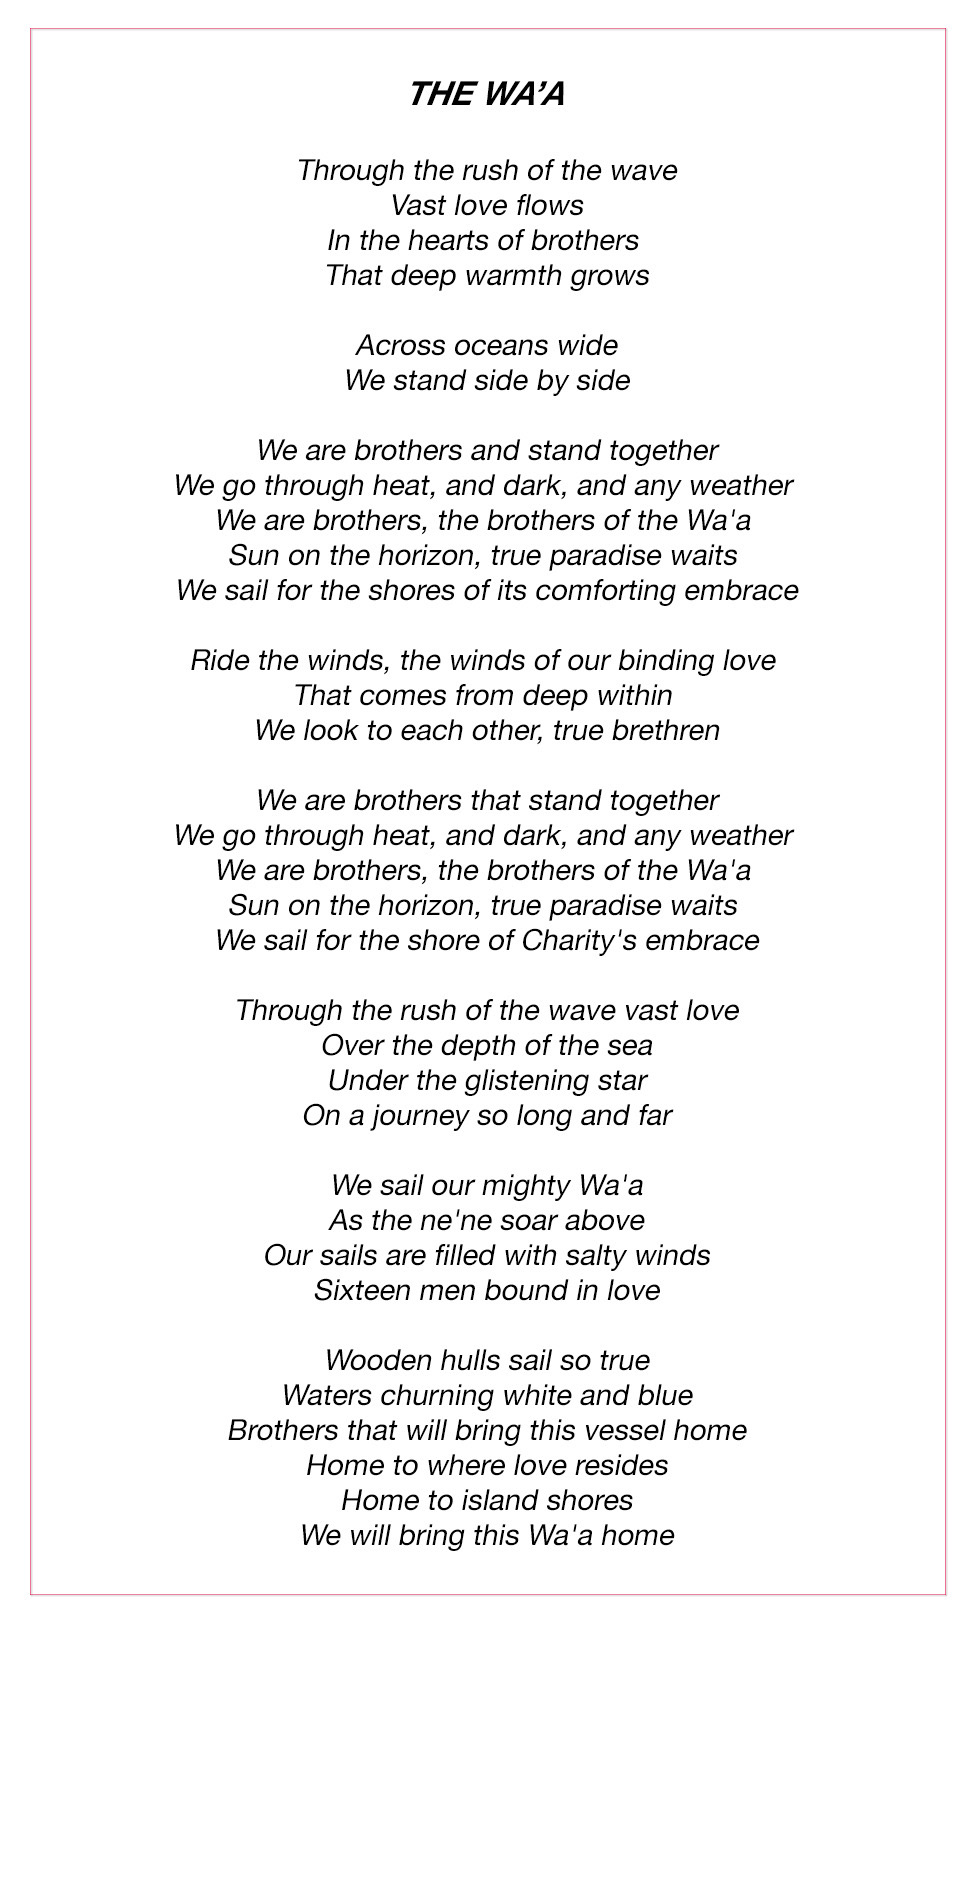 THE WA’A
Through the rush of the wave
Vast love flows
In the hearts of brothers
That deep warmth grows
Across oceans wide
We stand side by side
We are brothers and stand together
We go through heat, and dark, and any weather
We are brothers, the brothers of the Wa'a
Sun on the horizon, true paradise waits
We sail for the shores of its comforting embrace
Ride the winds, the winds of our binding love
That comes from deep within
We look to each other, true brethren
We are brothers that stand together
We go through heat, and dark, and any weather
We are brothers, the brothers of the Wa'a
Sun on the horizon, true paradise waits
We sail for the shore of Charity's embrace
Through the rush of the wave vast love
Over the depth of the sea
Under the glistening star
On a journey so long and far
We sail our mighty Wa'a
As the ne'ne soar above
Our sails are filled with salty winds
Sixteen men bound in love
Wooden hulls sail so true
Waters churning white and blue
Brothers that will bring this vessel home
Home to where love resides
Home to island shores
We will bring this Wa'a home